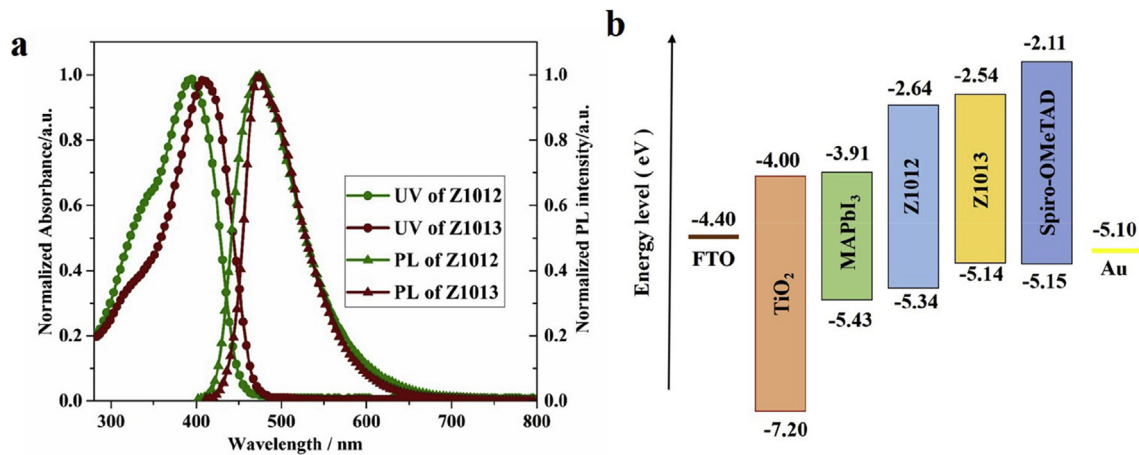 a
Normalized Absorbance/a.u.
1.0
0.8
0.6
0.4
0.2
0.0
300
400
500
600
700
800
Wavelength / nm
UV of Z1012
UV of Z1013
PL of Z1012
PL of Z1013
1.0
0.8
0.6
0.4
0.2
0.0
Normalized PL intensity/a.u.
b
Energy level ( eV)
-4.40
FTO
-4.00
TiO₂
-7.20
-3.91
MAPbI₃
-5.43
-2.64
Z1012
-5.34
-2.54
Z1013
-5.14
-2.11
Spiro-OMeTAD
-5.15
-5.10
Au